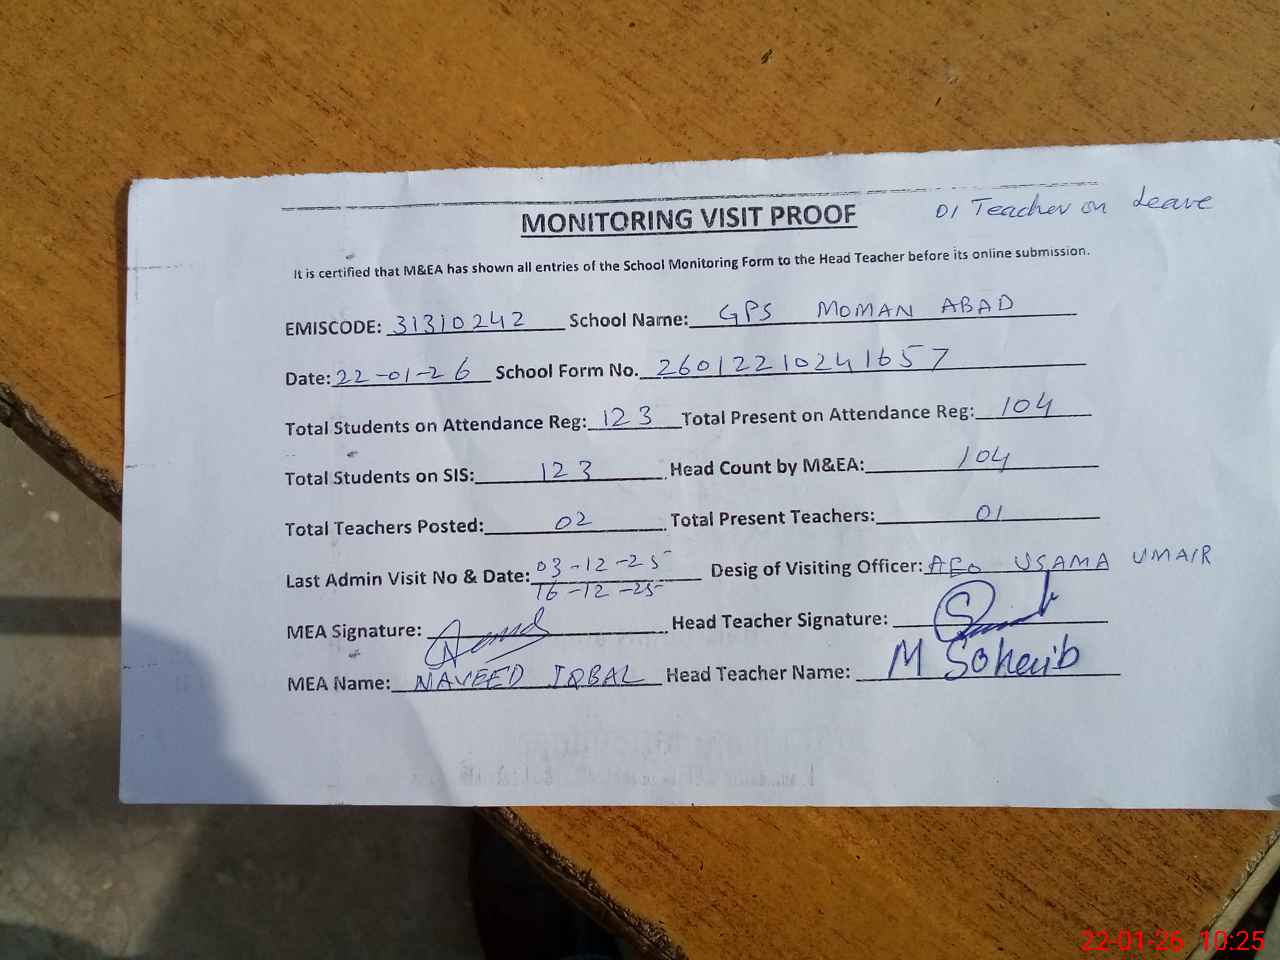 MONITORING VISIT PROOF 01 Teacher on Leave
It is certified that M&EA has shown all entries of the School Monitoring Form to the Head Teacher before its online submission.
EMISCODE: 31310242 School Name: GPS MOMAN ABAD
Date: 22-01-26 School Form No. 26012210241657
Total Students on Attendance Reg: 123 Total Present on Attendance Reg: 104
Total Students on SIS: 123 Head Count by M&EA: 104
Total Teachers Posted: 02 Total Present Teachers: 01
Last Admin Visit No & Date: 03-12-25 Desig of Visiting Officer: AEO USAMA UMAIR
16-12-25
MEA Signature: Head Teacher Signature:
MEA Name: NAVEED IQBAL Head Teacher Name: M Soheib
22-01-26 10:25